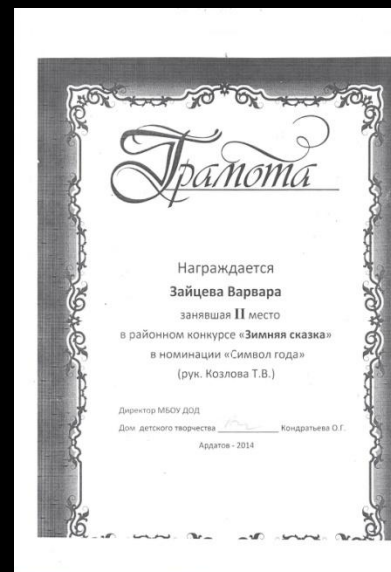 Грамота
Награждается
Зайцева Варвара
занявшая II место
в районном конкурсе «Зимняя сказка»
в номинации «Символ года»
(рук. Козлова Т.В.)
Директор МБОУ ДОД
Дом детского творчества ____________ Кондратьева О.Г.
Ардатов - 2014